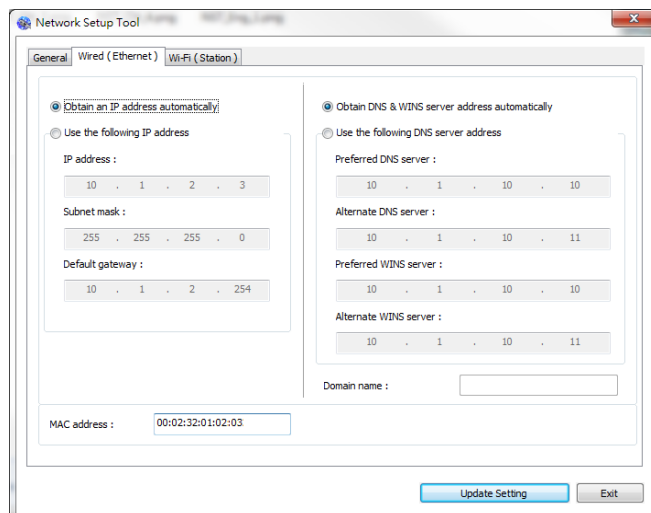 Network Setup Tool
General Wired ( Ethernet ) Wi-Fi ( Station )
Obtain an IP address automatically
Use the following IP address
IP address :
10 . 1 . 2 . 3
Subnet mask :
255 . 255 . 255 . 0
Default gateway :
10 . 1 . 2 . 254
Obtain DNS & WINS server address automatically
Use the following DNS server address
Preferred DNS server :
10 . 1 . 10 . 10
Alternate DNS server :
10 . 1 . 10 . 11
Preferred WINS server :
10 . 1 . 10 . 10
Alternate WINS server :
10 . 1 . 10 . 11
Domain name :
MAC address : 00:02:32:01:02:03
Update Setting Exit